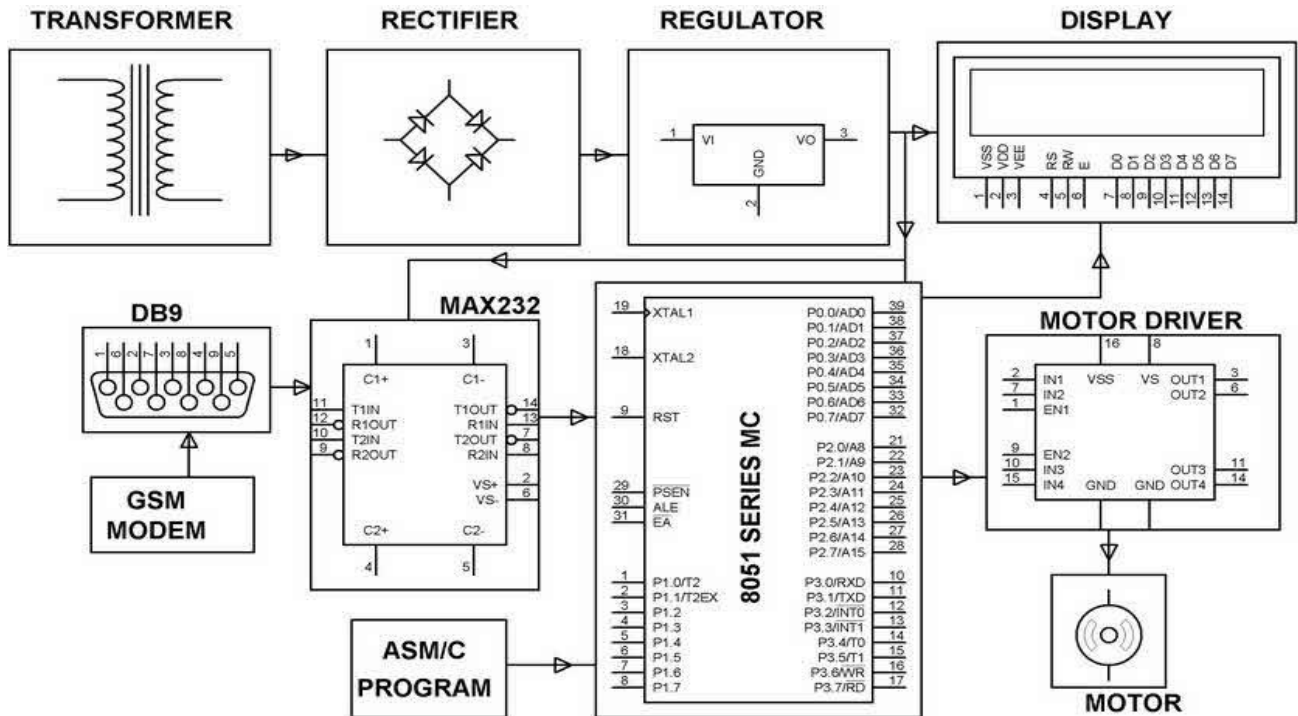 TRANSFORMER
RECTIFIER
REGULATOR
DISPLAY
1 VI VO 3
GND
2
VSS VDD VEE RS RW E D0 D1 D2 D3 D4 D5 D6 D7
1 2 3 4 5 6 7 8 9 10 11 12 13 14
DB9
1 6 2 7 3 8 4 9 5
GSM
MODEM
MAX232
1 3
C1+ C1-
11 T1IN T1OUT 14
12 R1OUT R1IN 13
10 T2IN T2OUT 7
9 R2OUT R2IN 8
VS+ 2
VS- 6
C2+ C2-
4 5
ASM/C
PROGRAM
8051 SERIES MC
19 XTAL1 P0.0/AD0 39
P0.1/AD1 38
P0.2/AD2 37
18 XTAL2 P0.3/AD3 36
P0.4/AD4 35
P0.5/AD5 34
P0.6/AD6 33
9 RST P0.7/AD7 32
P2.0/A8 21
P2.1/A9 22
P2.2/A10 23
29 PSEN P2.3/A11 24
30 ALE P2.4/A12 25
31 EA P2.5/A13 26
P2.6/A14 27
P2.7/A15 28
1 P1.0/T2 P3.0/RXD 10
2 P1.1/T2EX P3.1/TXD 11
3 P1.2 P3.2/INT0 12
4 P1.3 P3.3/INT1 13
5 P1.4 P3.4/T0 14
6 P1.5 P3.5/T1 15
7 P1.6 P3.6/WR 16
8 P1.7 P3.7/RD 17
MOTOR DRIVER
16 8
2 IN1 VSS VS OUT1 3
7 IN2 OUT2 6
1 EN1
9 EN2
10 IN3 OUT3 11
15 IN4 GND GND OUT4 14
MOTOR